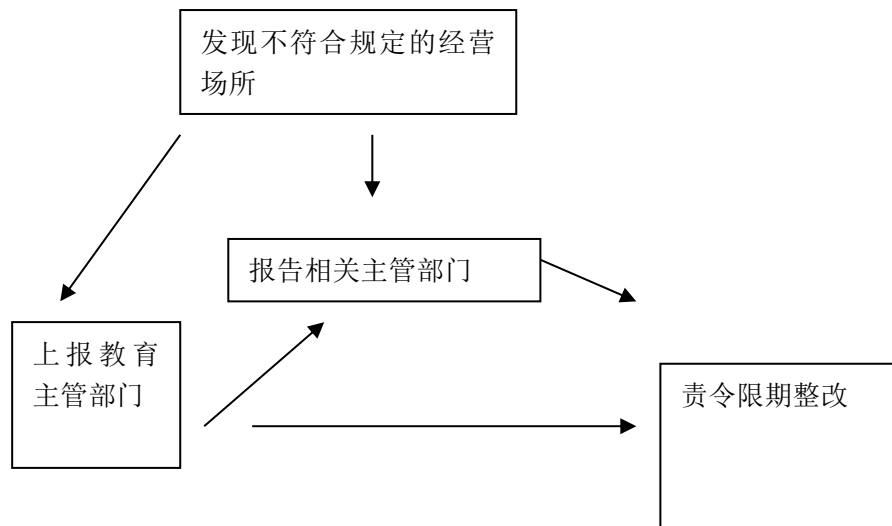 发现不符合规定的经营
场所
报告相关主管部门
上报教育
主管部门
责令限期整改